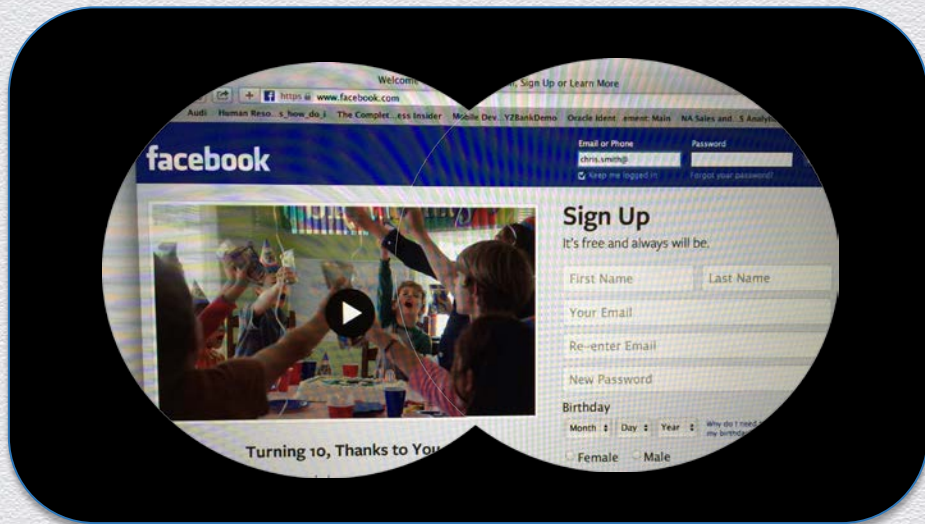 Welcome Sign Up or Learn More
https www.facebook.com
Audi Human Reso...s_how_do_i The Complet...ess Insider Mobile Dev...YZBankDemo Oracle Ident...ement: Main NA Sales and...S Analyt
facebook
Email or Phone Password
chris.smith@
Keep me logged in Forgot your password?
Sign Up
It's free and always will be.
First Name Last Name
Your Email
Re-enter Email
New Password
Birthday
Month Day Year
Why do I need
my birthda
Turning 10, Thanks to You
Female Male